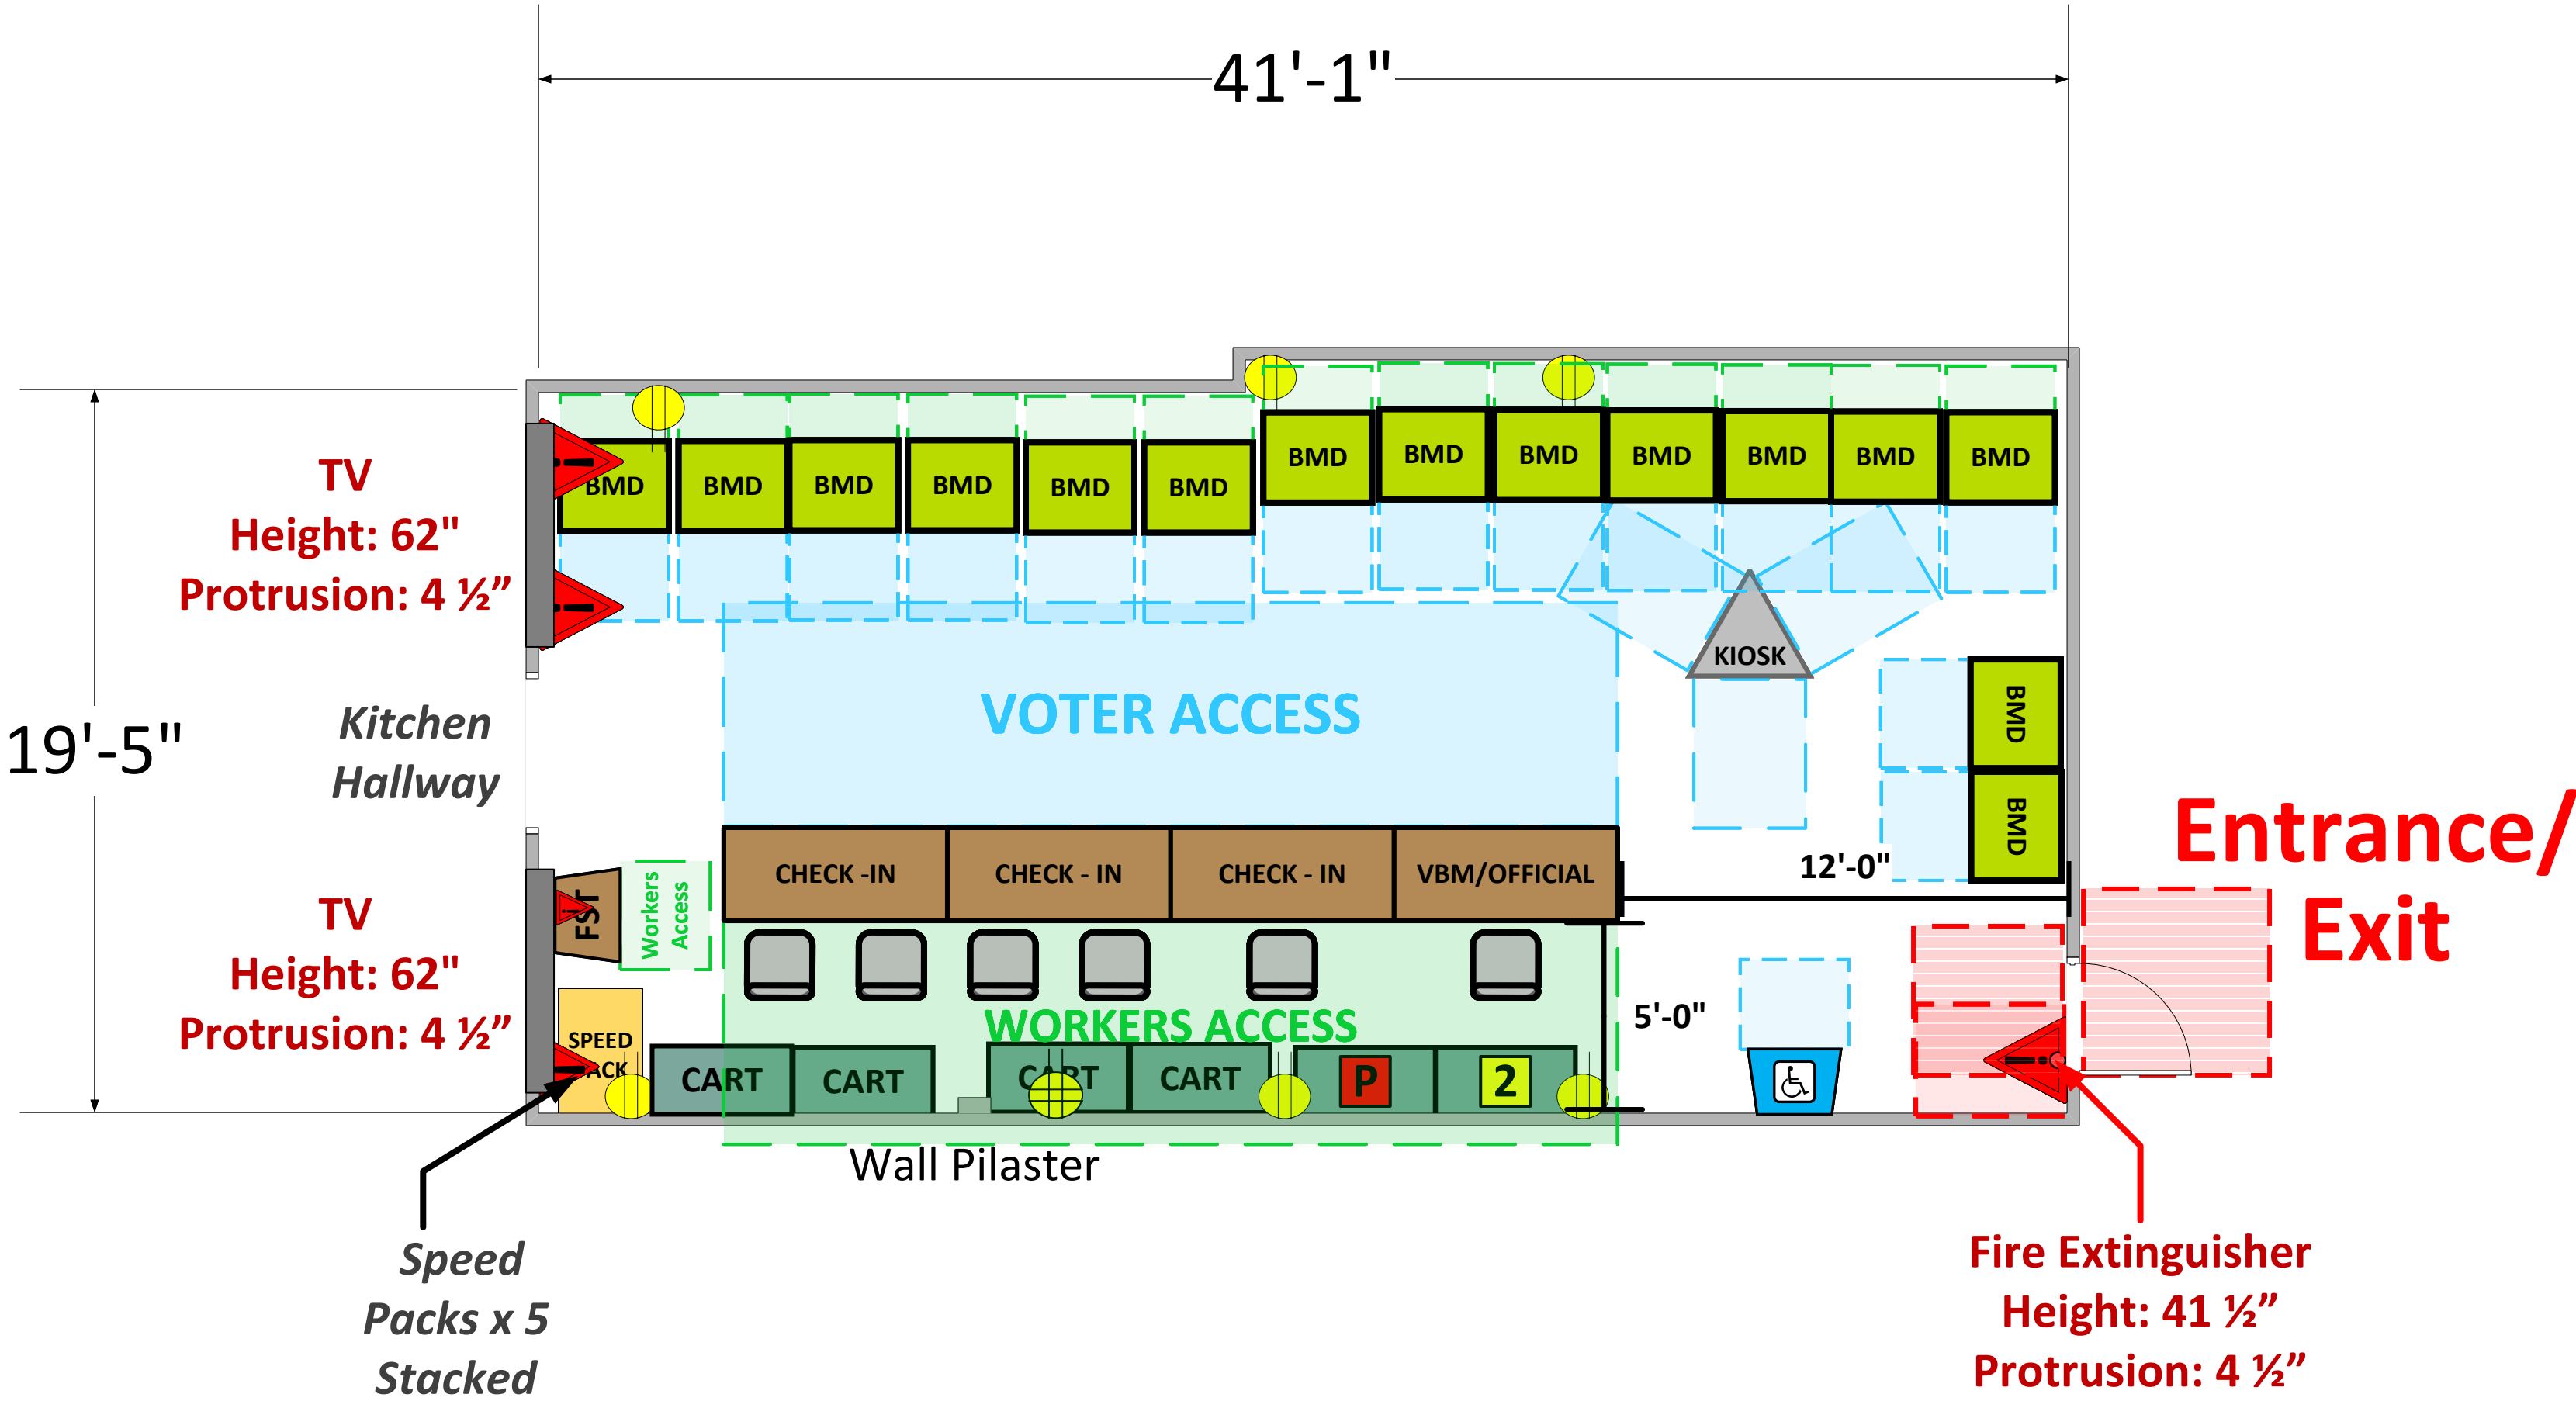 41'-1"
19'-5"
TV
Height: 62"
Protrusion: 4 ½”
Kitchen
Hallway
TV
Height: 62"
Protrusion: 4 ½”
BMD
BMD
BMD
BMD
BMD
BMD
BMD
BMD
BMD
BMD
BMD
BMD
BMD
KIOSK
VOTER ACCESS
BMD
BMD
12'-0"
Entrance/
Exit
CHECK -IN
CHECK - IN
CHECK - IN
VBM/OFFICIAL
FST
Workers
Access
WORKERS ACCESS
5'-0"
SPEED
ACK
CART
CART
CART
CART
P
2
Wall Pilaster
Speed
Packs x 5
Stacked
Fire Extinguisher
Height: 41 ½”
Protrusion: 4 ½”